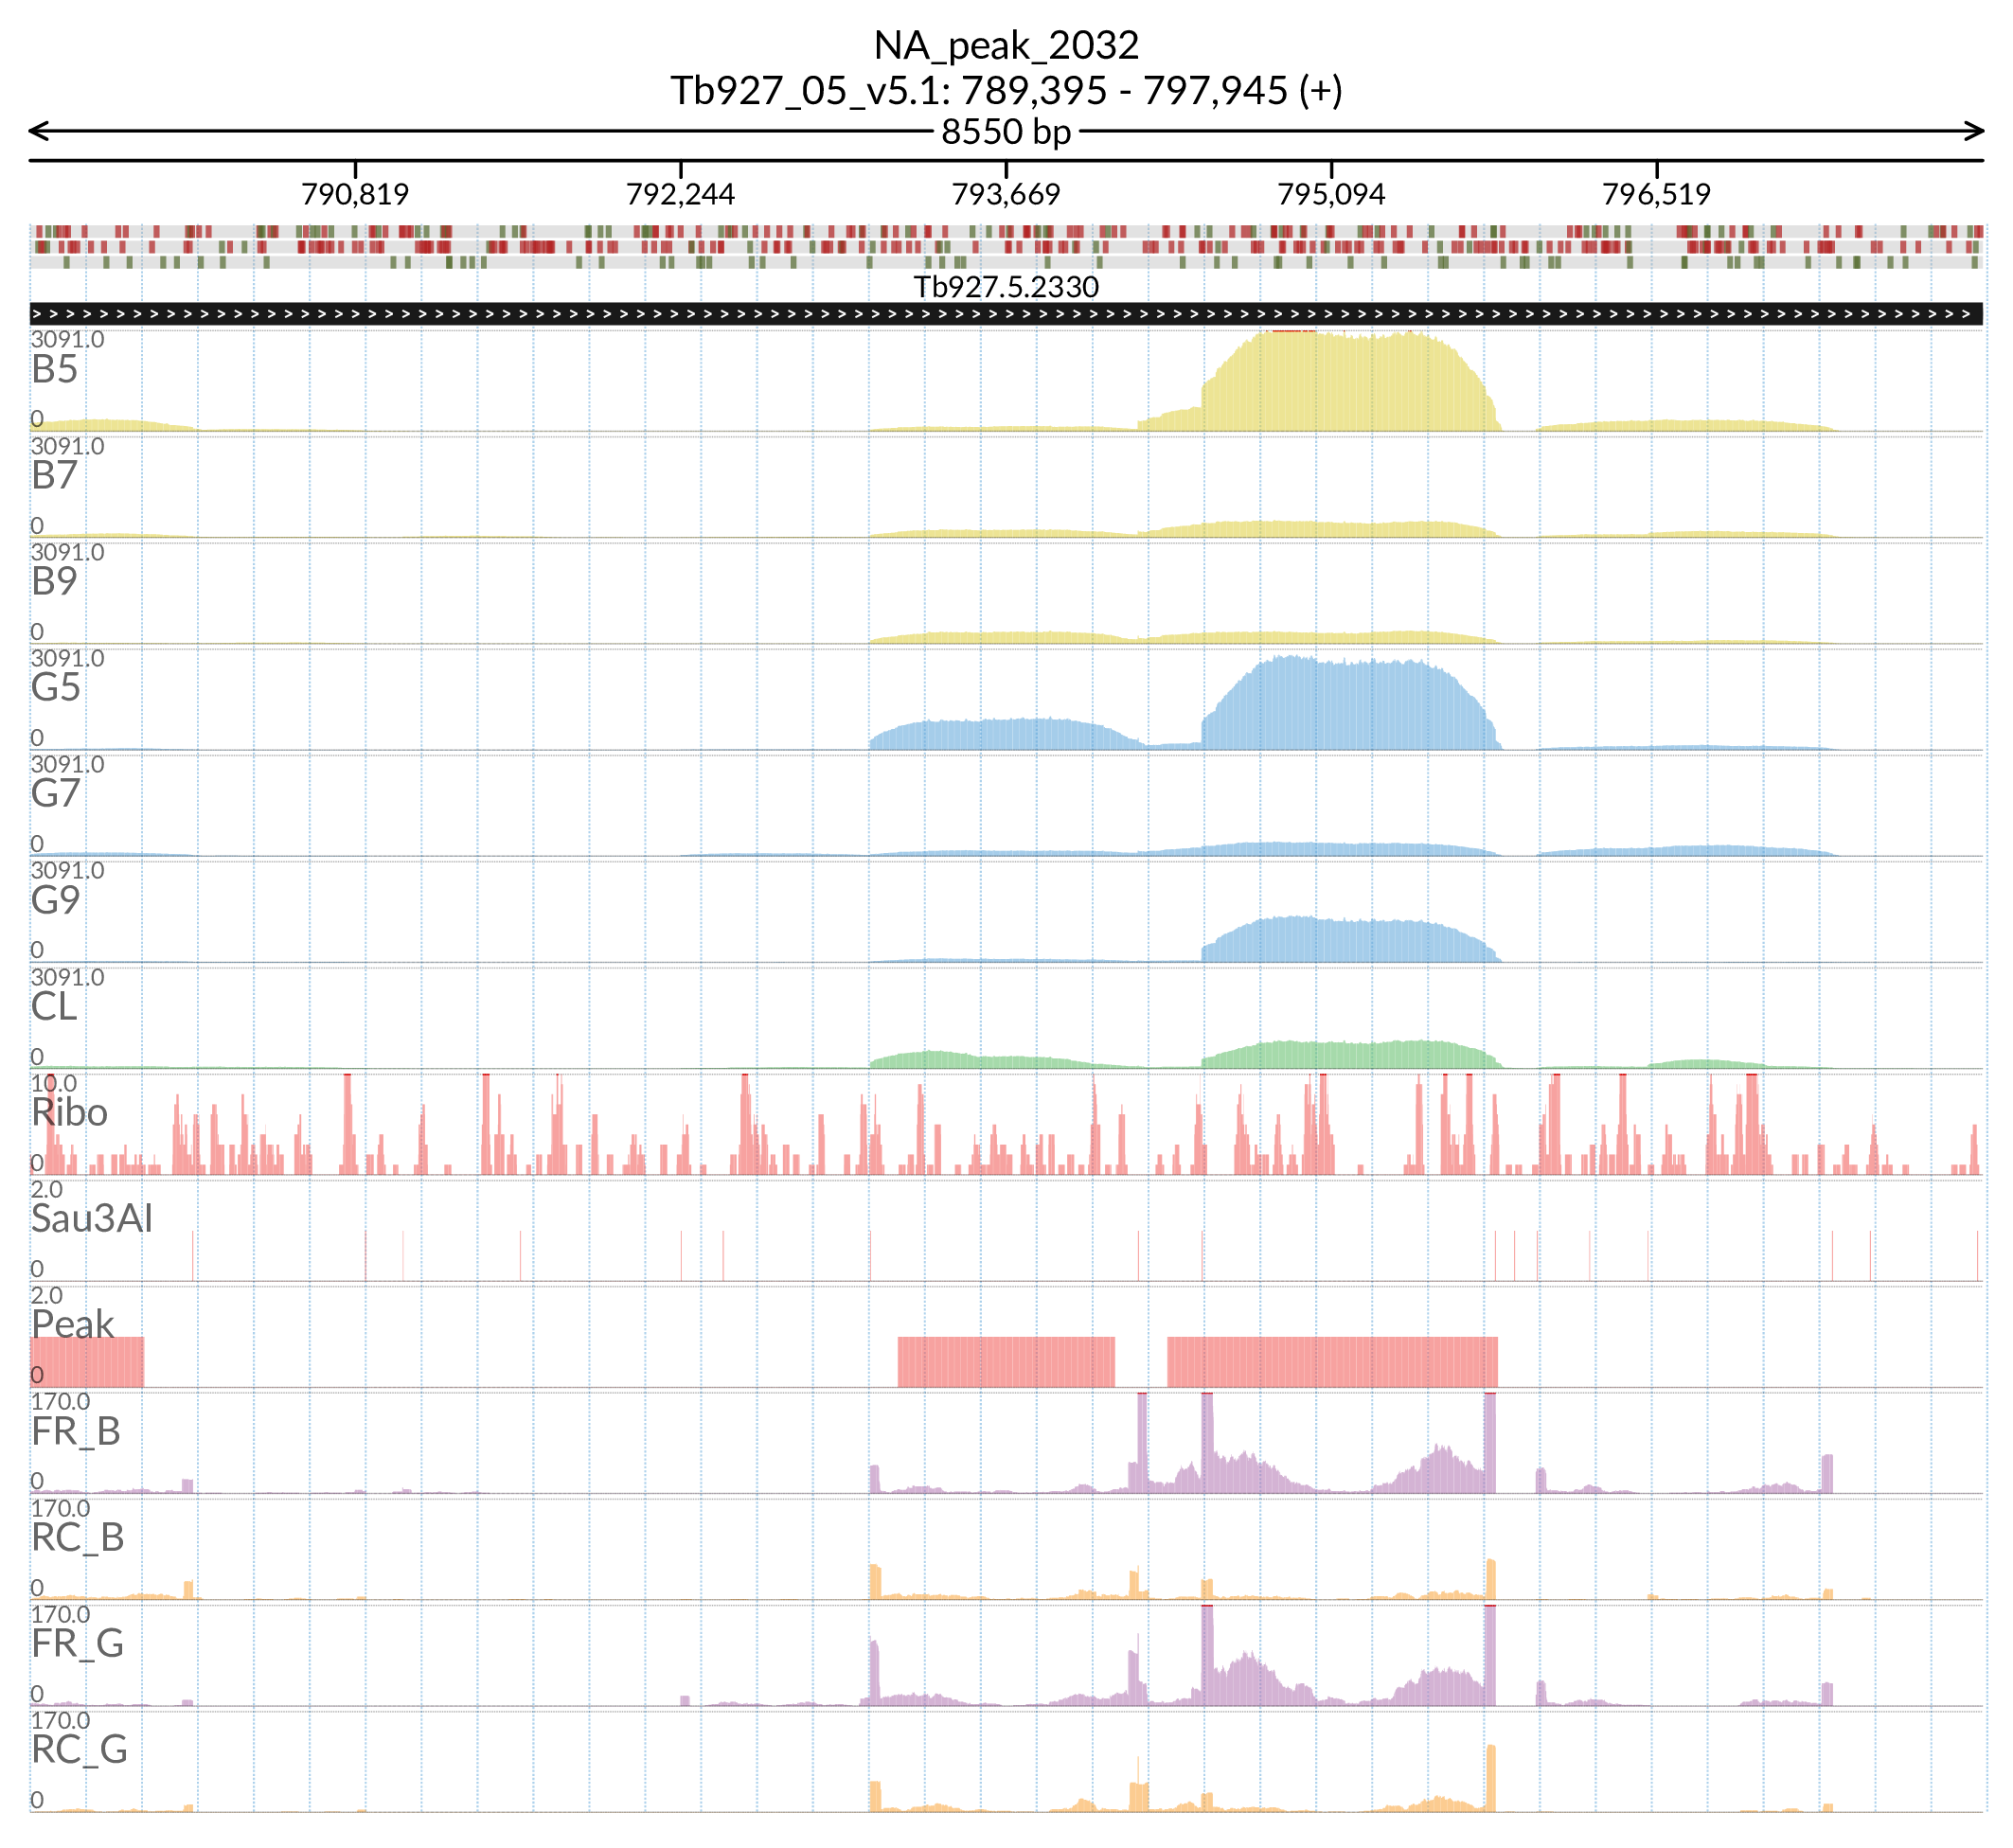 NA_peak_2032
Tb927_05_v5.1: 789,395 - 797,945 (+)
8550 bp
790,819 792,244 793,669 795,094 796,519
Tb927.5.2330
3091.0
B5
0
3091.0
B7
0
3091.0
B9
0
3091.0
G5
0
3091.0
G7
0
3091.0
G9
0
3091.0
CL
0
10.0
Ribo
0
2.0
Sau3AI
0
2.0
Peak
0
170.0
FR_B
0
170.0
RC_B
0
170.0
FR_G
0
170.0
RC_G
0